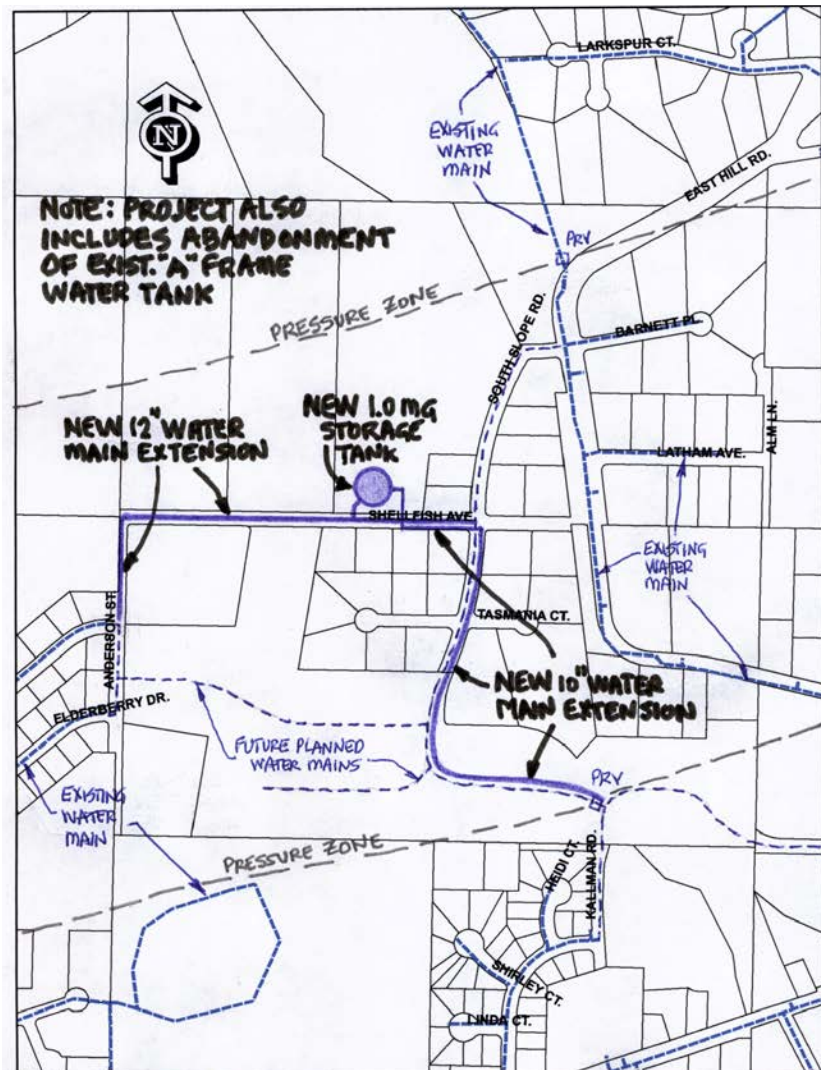 LARKSPUR CT.
EXISTING
WATER
MAIN
N
EAST HILL RD.
NOTE: PROJECT ALSO
INCLUDES ABANDONMENT
OF EXIST. "A" FRAME
WATER TANK
PRV
PRESSURE ZONE
SOUTH SLOPE RD.
BARNETT PL.
ALM LN.
NEW 12" WATER
MAIN EXTENSION
NEW 1.0 MG
STORAGE
TANK
LATHAM AVE.
SHELLFISH AVE.
EXISTING
WATER
MAIN
ANDERSON ST.
TASMANIA CT.
NEW 10" WATER
MAIN EXTENSION
ELDERBERRY DR.
FUTURE PLANNED
WATER MAINS
EXISTING
WATER
MAIN
PRV
PRESSURE ZONE
HEIDI CT.
KALLMAN RD.
SHIRLEY CT.
LINDA CT.